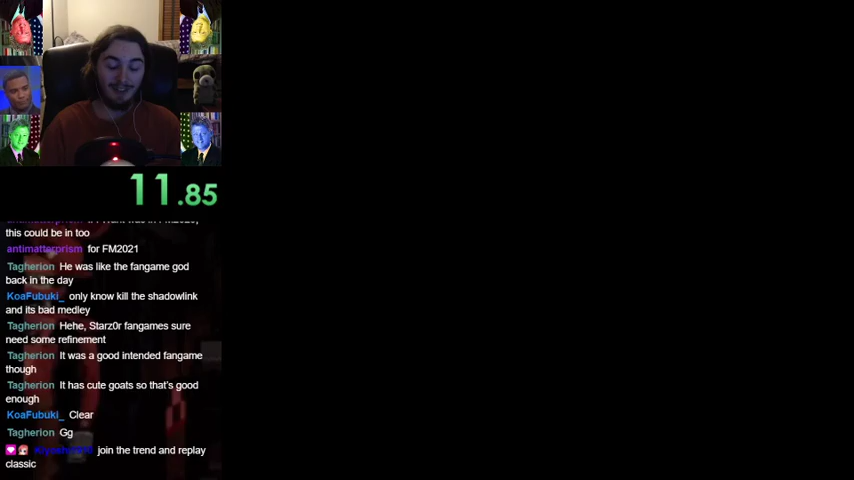 11.85
this could be in too
antimatterprism for FM2021
Tagherion He was like the fangame god
back in the day
KoaFubuki_ only know kill the shadowlink
and its bad medley
Tagherion Hehe, Starz0r fangames sure
need some refinement
Tagherion It was a good intended fangame
though
Tagherion It has cute goats so that's good
enough
KoaFubuki_ Clear
Tagherion Gg
join the trend and replay
classic